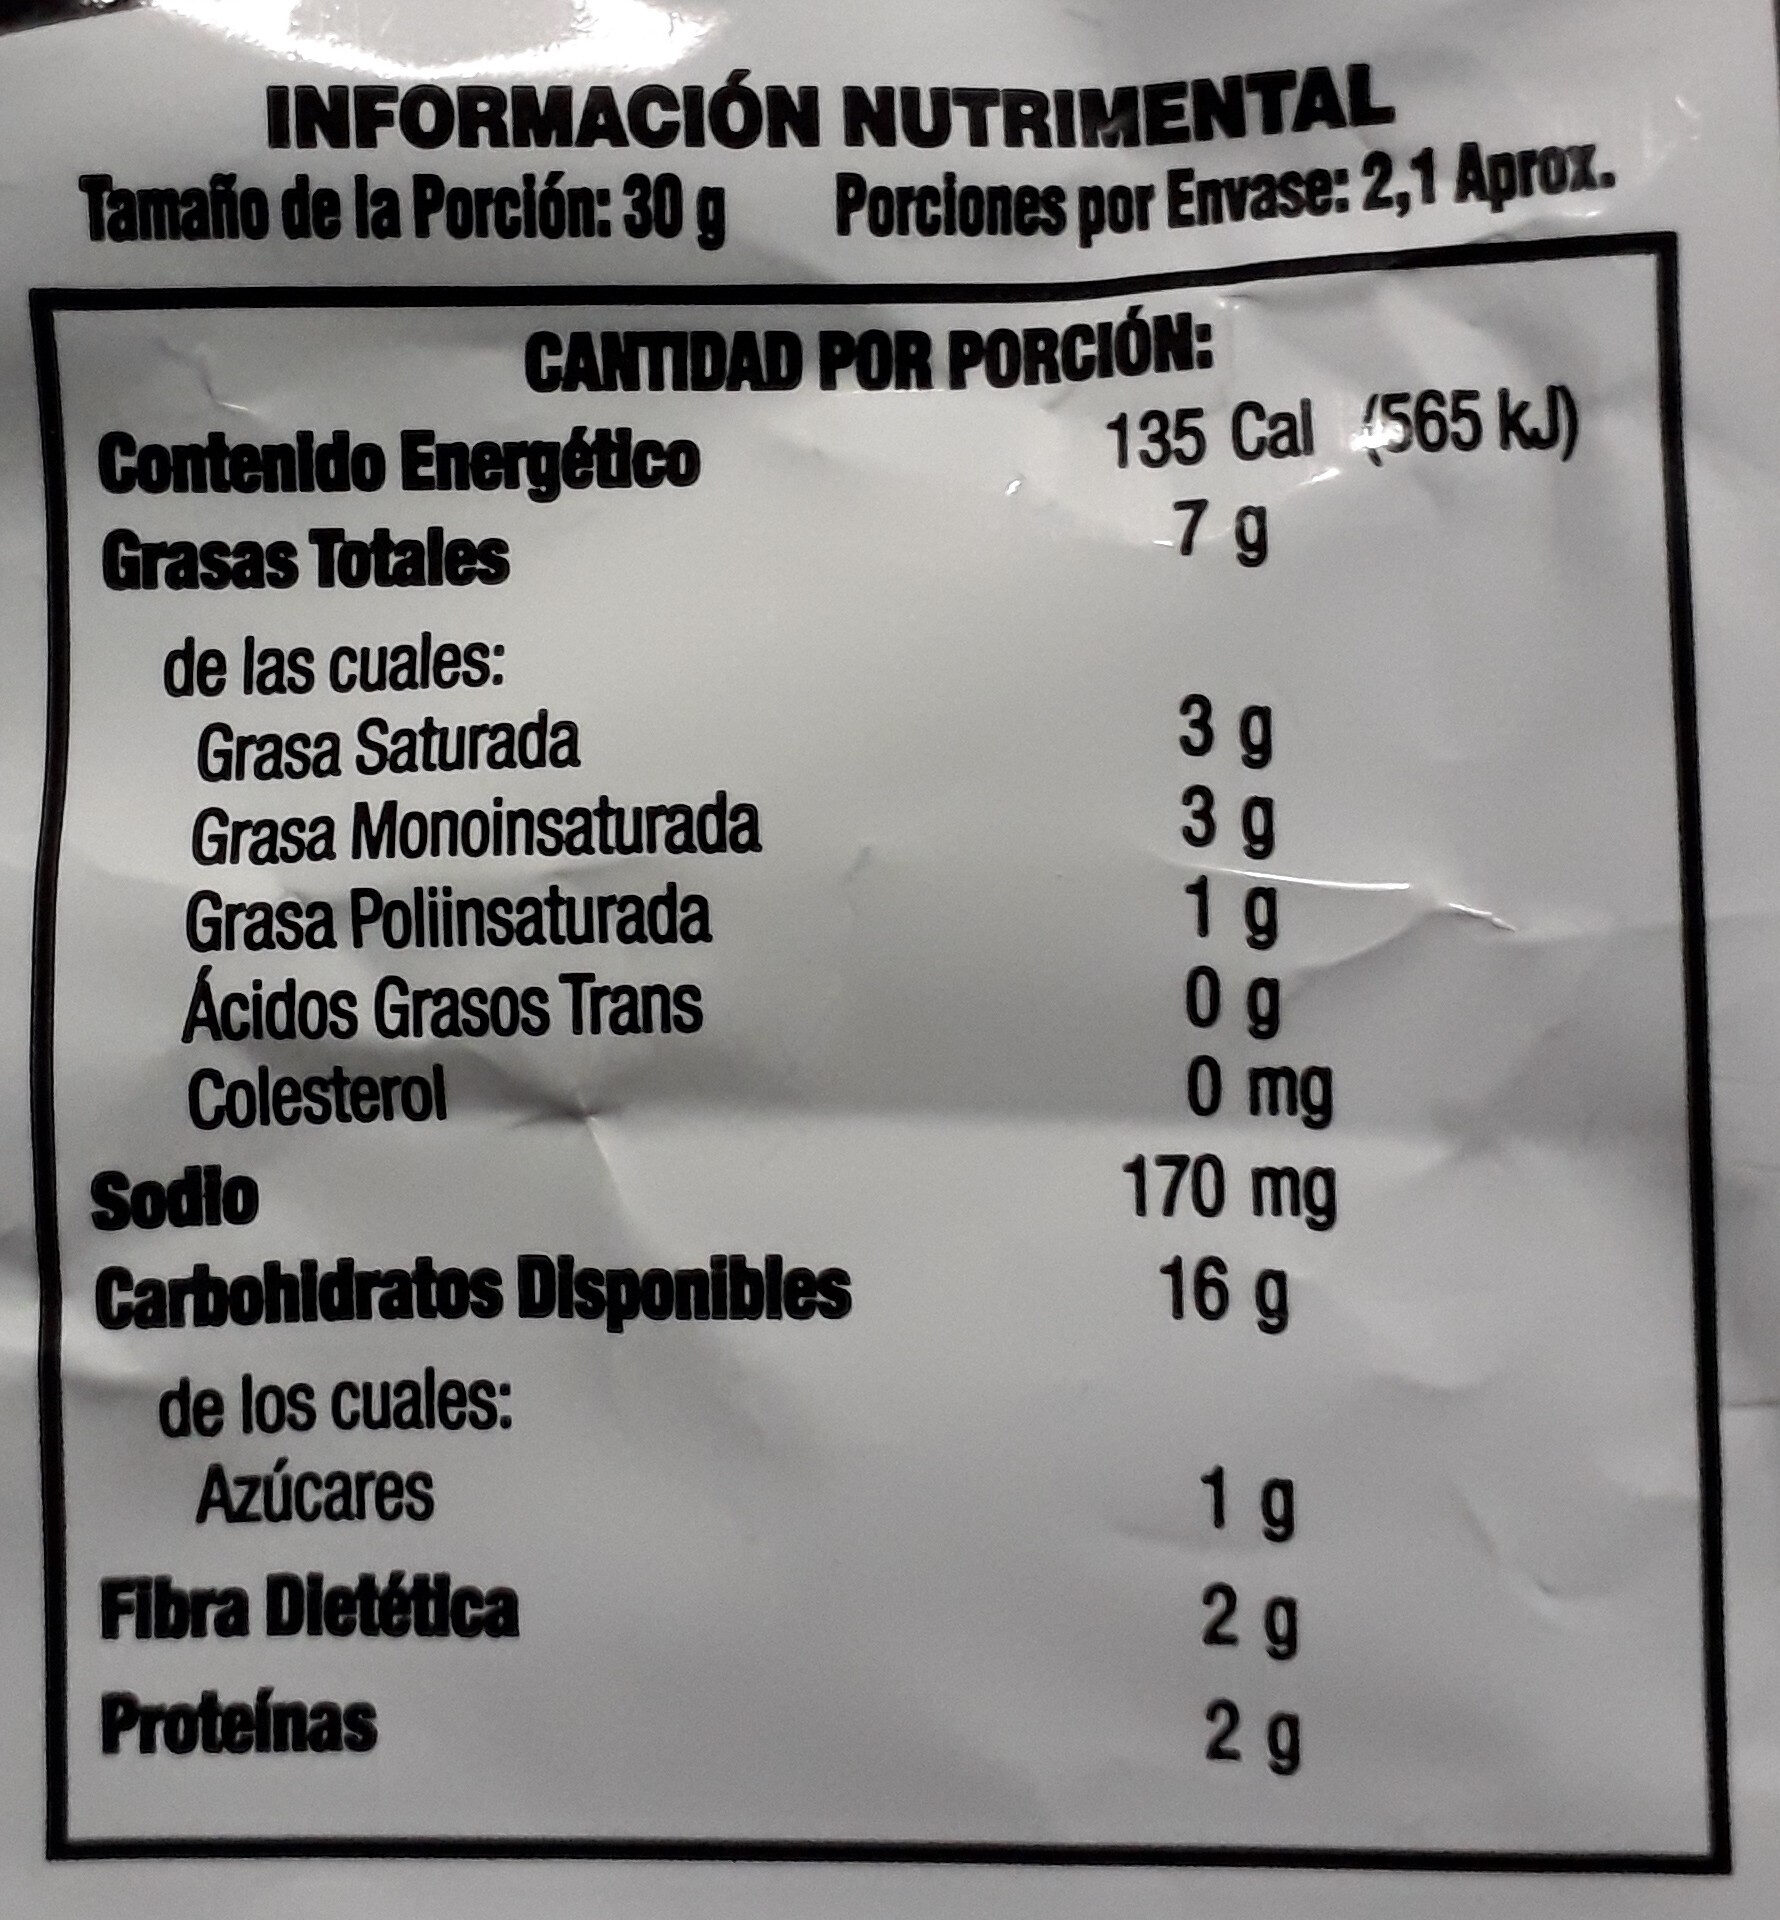 INFORMACIÓN NUTRIMENTAL
Tamaño de la Porción: 30 g Porciones por Envase: 2,1 Aprox.
CANTIDAD POR PORCIÓN:
Contenido Energético 135 Cal (565 kJ)
Grasas Totales 7 g
de las cuales:
Grasa Saturada 3 g
Grasa Monoinsaturada 3 g
Grasa Poliinsaturada 1 g
Ácidos Grasos Trans 0 g
Colesterol 0 mg
Sodio 170 mg
Carbohidratos Disponibles 16 g
de los cuales:
Azúcares 1 g
Fibra Dietética 2 g
Proteínas 2 g